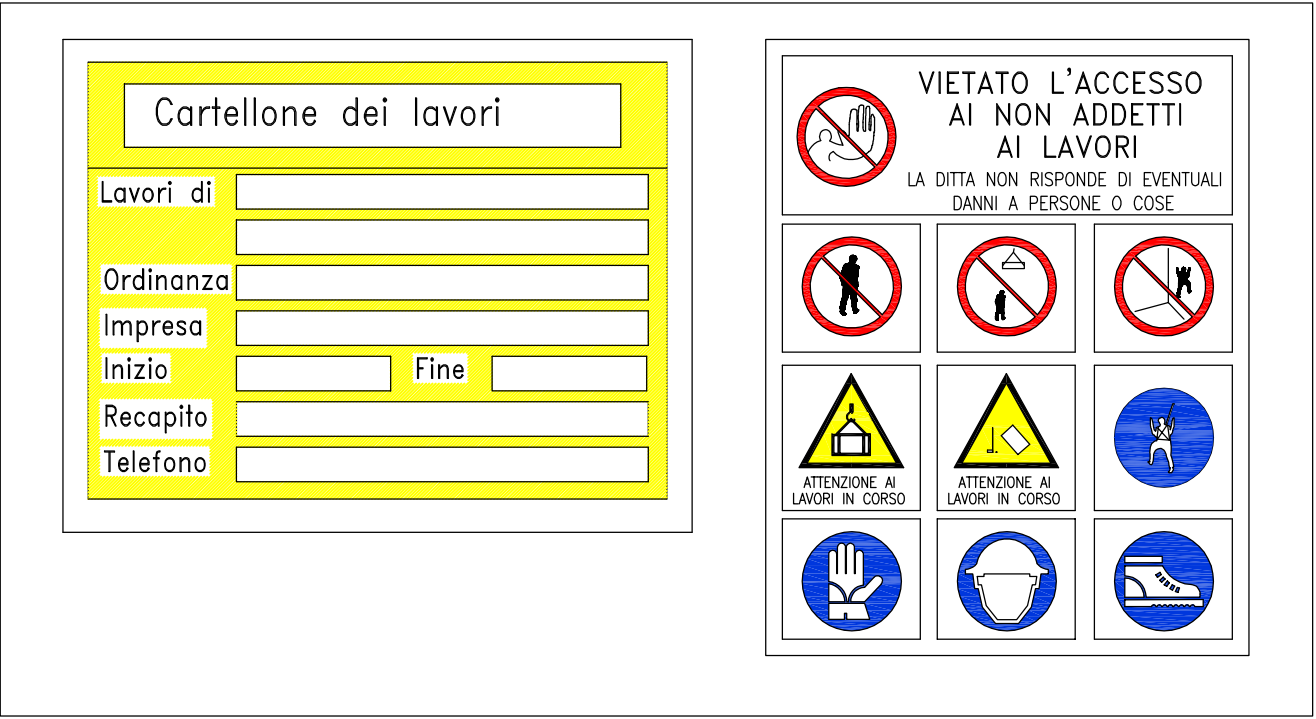 Cartellone dei lavori
Lavori di
Ordinanza
Impresa
Inizio Fine
Recapito
Telefono
VIETATO L'ACCESSO
AI NON ADDETTI
AI LAVORI
LA DITTA NON RISPONDE DI EVENTUALI
DANNI A PERSONE O COSE
ATTENZIONE AI
LAVORI IN CORSO
ATTENZIONE AI
LAVORI IN CORSO